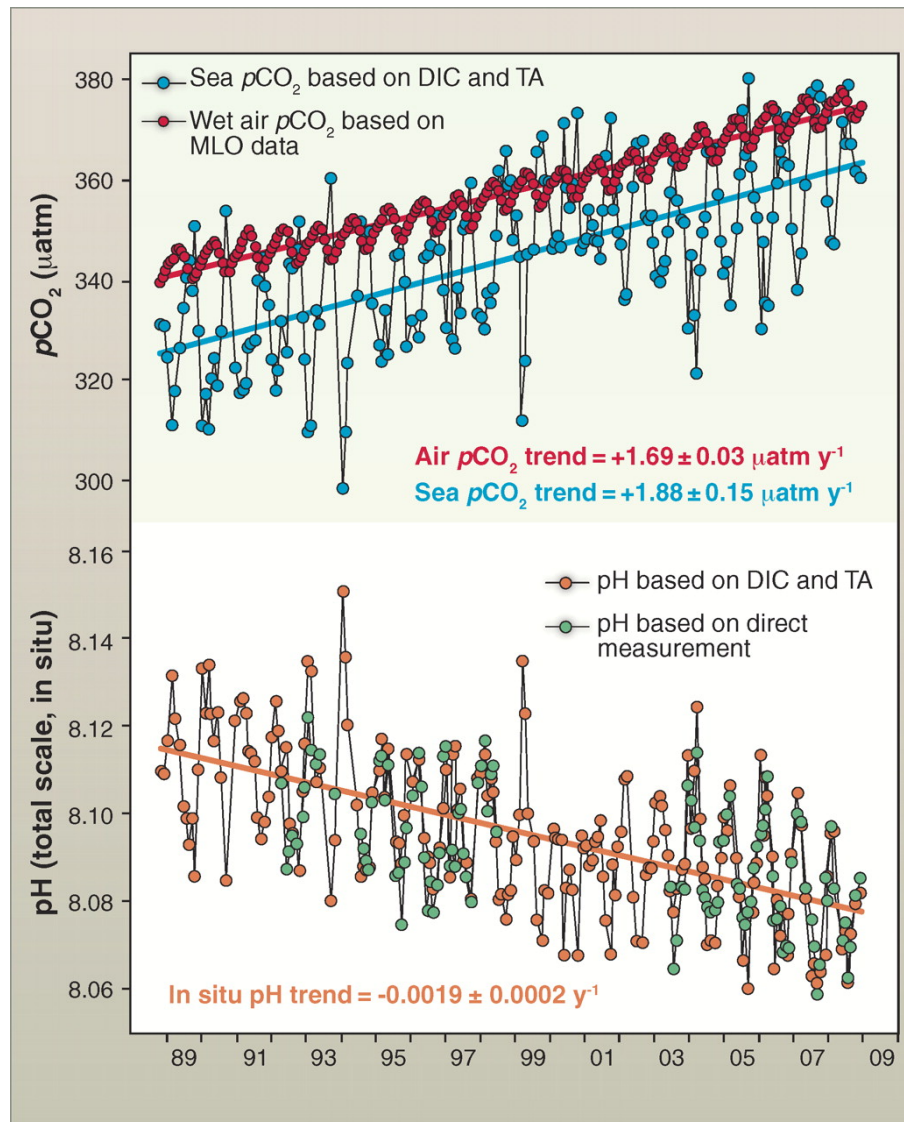 380
360
340
320
300
pCO₂ (μatm)
Sea pCO₂ based on DIC and TA
Wet air pCO₂ based on
MLO data
Air pCO₂ trend = +1.69 ± 0.03 μatm y⁻¹
Sea pCO₂ trend = +1.88 ± 0.15 μatm y⁻¹
8.16
8.14
8.12
8.10
8.08
8.06
pH (total scale, in situ)
pH based on DIC and TA
pH based on direct
measurement
In situ pH trend = -0.0019 ± 0.0002 y⁻¹
89 91 93 95 97 99 01 03 05 07 09